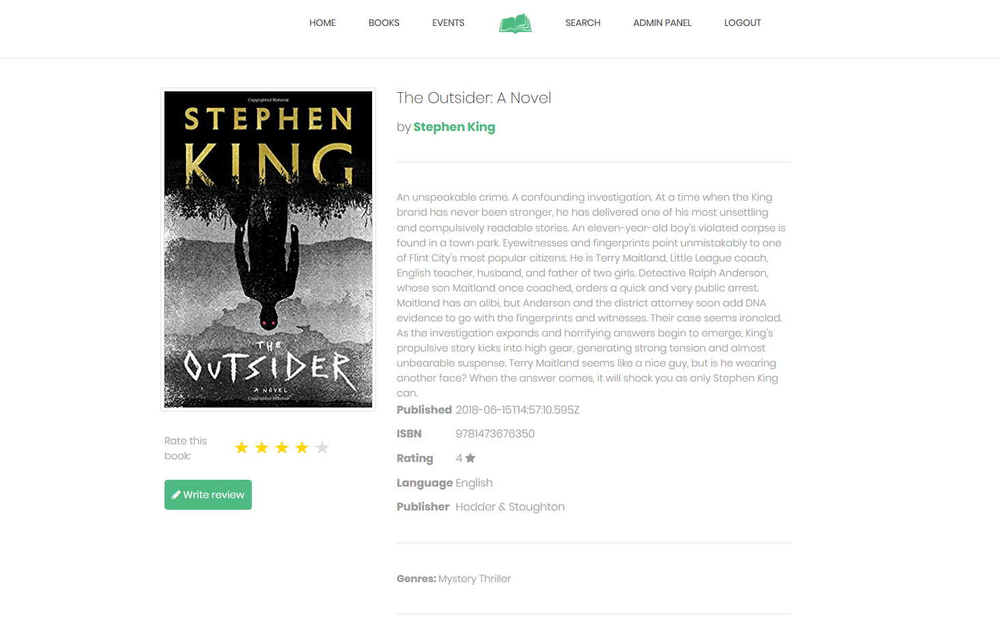 HOME BOOKS EVENTS SEARCH ADMIN PANEL LOGOUT
Copyrighted Material
STEPHEN
KING
THE
OUTSIDER
A NOVEL
Copyrighted Material
Rate this
book:
Write review
The Outsider: A Novel
by Stephen King
An unspeakable crime. A confounding investigation. At a time when the King
brand has never been stronger, he has delivered one of his most unsettling
and compulsively readable stories. An eleven-year-old boy's violated corpse is
found in a town park. Eyewitnesses and fingerprints point unmistakably to one
of Flint City's most popular citizens. He is Terry Maitland, Little League coach,
English teacher, husband, and father of two girls. Detective Ralph Anderson,
whose son Maitland once coached, orders a quick and very public arrest.
Maitland has an alibi, but Anderson and the district attorney soon add DNA
evidence to go with the fingerprints and witnesses. Their case seems ironclad.
As the investigation expands and horrifying answers begin to emerge, King's
propulsive story kicks into high gear, generating strong tension and almost
unbearable suspense. Terry Maitland seems like a nice guy, but is he wearing
another face? When the answer comes, it will shock you as only Stephen King
can.
Published 2018-06-15T14:57:10.595Z
ISBN 9781473676350
Rating 4
Language English
Publisher Hodder & Stoughton
Genres: Mystery Thriller